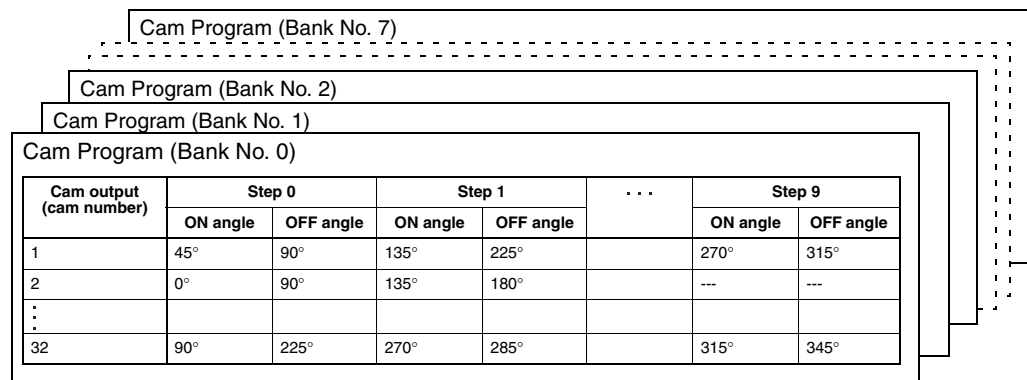 Cam Program (Bank No. 7)
Cam Program (Bank No. 2)
Cam Program (Bank No. 1)
Cam Program (Bank No. 0)
Cam output (cam number) Step 0 Step 1 ... Step 9
ON angle OFF angle ON angle OFF angle ON angle OFF angle
1 45° 90° 135° 225° 270° 315°
2 0° 90° 135° 180° --- ---
⋮
32 90° 225° 270° 285° 315° 345°